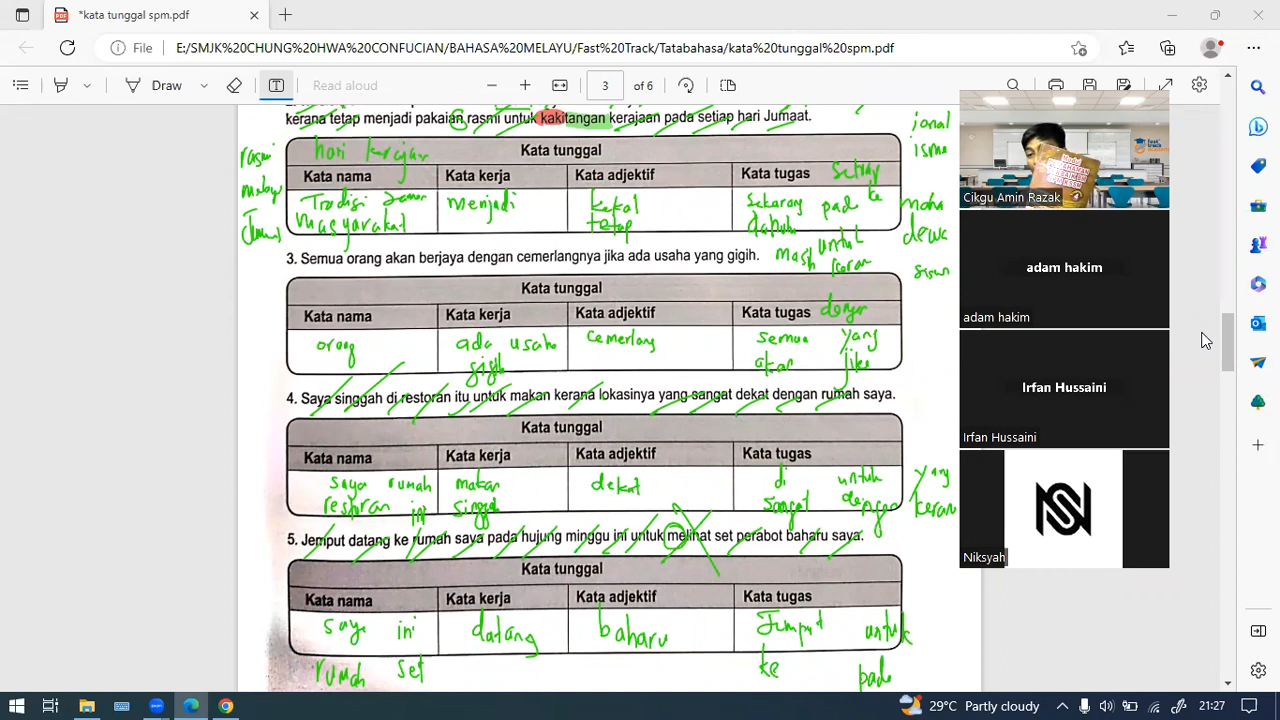 *kata tunggal spm.pdf
File
E:/SMJK%20CHUNG%20HWA%20CONFUCIAN/BAHASA%20MELAYU/Fast%20Track/Tatabahasa/kata%20tunggal%20spm.pdf
Draw
Read aloud
3
of 6
kerana tetap menjadi pakaian rasmi untuk kakitangan kerajaan pada setiap hari Jumaat.
Kata tunggal
Kata nama
Kata kerja
Kata adjektif
Kata tugas
hari
Tradisi
masyarakat
menjadi
kekal
tetap
sekarang
pada
ke
untuk
maha
dewa
isme
3. Semua orang akan berjaya dengan cemerlangnya jika ada usaha yang gigih.
Kata tunggal
Kata nama
Kata kerja
Kata adjektif
Kata tugas
orang
ada usaha
gigih
cemerlang
semua
akan
yang
jika
4. Saya singgah di restoran itu untuk makan kerana lokasinya yang sangat dekat dengan rumah saya.
Kata tunggal
Kata nama
Kata kerja
Kata adjektif
Kata tugas
saya rumah
restoran
makan
singgah
dekat
di untuk
sangat
yang
5. Jemput datang ke rumah saya pada hujung minggu ini untuk melihat set perabot baharu saya.
Kata tunggal
Kata nama
Kata kerja
Kata adjektif
Kata tugas
saya ini
rumah set
datang
baharu
Jemput untuk
ke pada
Cikgu Amin Razak
adam hakim
adam hakim
Irfan Hussaini
Irfan Hussaini
Niksyah
29°C Partly cloudy
21:27